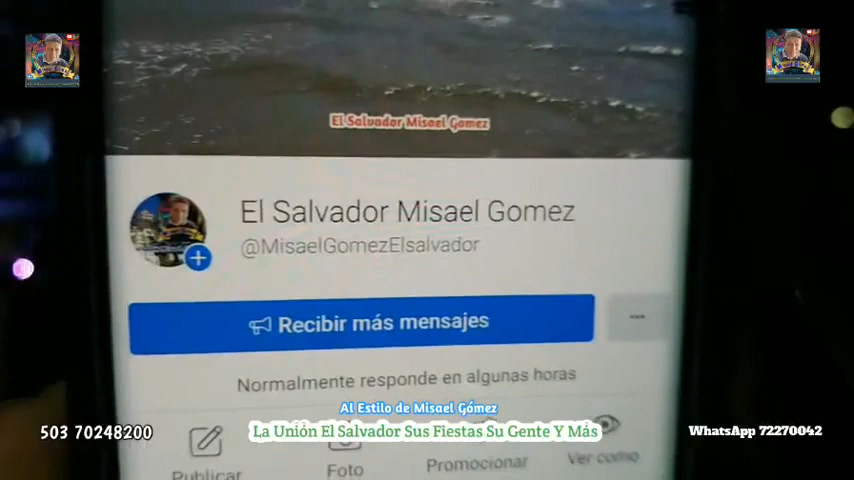 El Salvador Misael Gomez
El Salvador Misael Gomez
@MisaelGomezElsalvador
Recibir más mensajes
Normalmente responde en algunas horas
Al Estilo de Misael Gómez
503 70248200
La Unión El Salvador Sus Fiestas Su Gente Y Más
WhatsApp 72270042
Publicar
Foto
Promocionar
Ver como